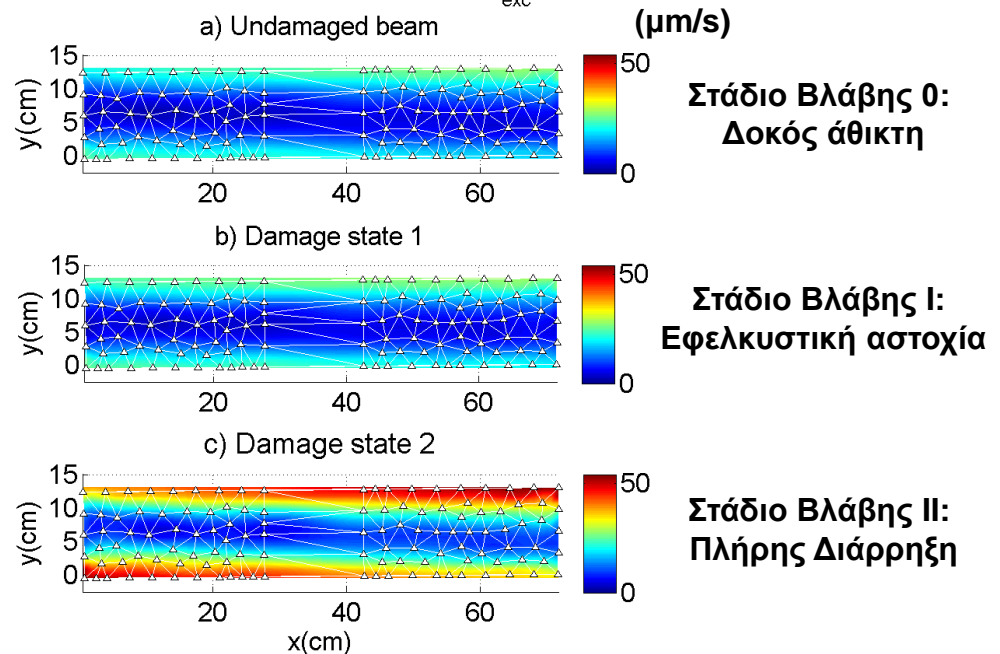 exc
(μm/s)
a) Undamaged beam
15
10
5
0
y(cm)
20
40
60
50
0
Στάδιο Βλάβης 0:
Δοκός άθικτη
b) Damage state 1
15
10
5
0
y(cm)
20
40
60
50
0
Στάδιο Βλάβης Ι:
Εφελκυστική αστοχία
c) Damage state 2
15
10
5
0
y(cm)
20
40
60
x(cm)
50
0
Στάδιο Βλάβης ΙΙ:
Πλήρης Διάρρηξη